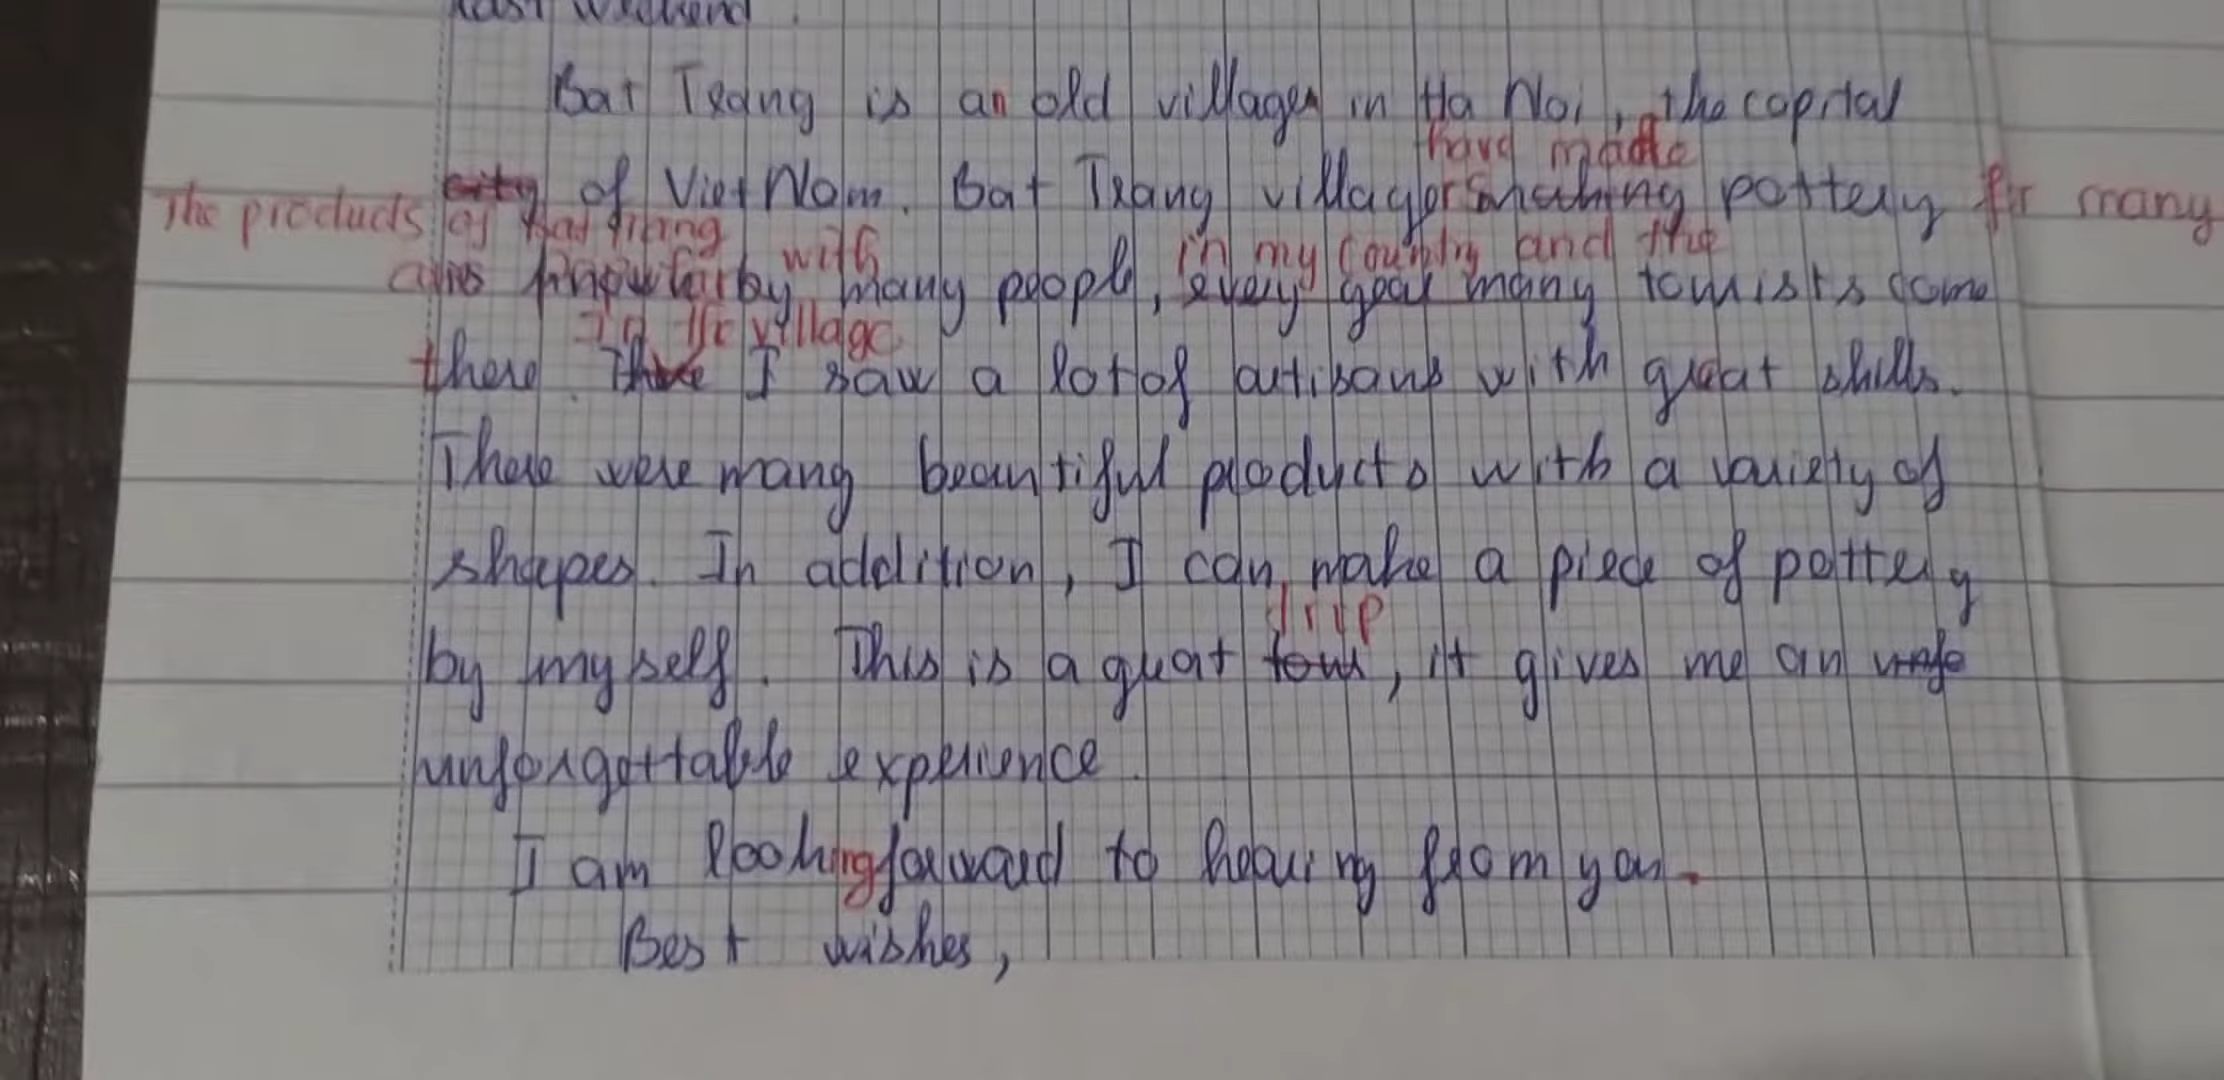 last weekend.
Bat Trang is an old village in Ha Noi, the capital
have made
city of Viet Nam. Bat Trang villagers making pottery for many
The products of Bat Trang with in my country and the
are by many people, every year many tourists come
In the village
there. There I saw a lot of artisans with great skills.
There were many beautiful products with a variety of
shapes. In addition, I can make a piece of pottery
trip
by myself. This is a great tour, it gives me an
unforgettable experience
I am looking forward to hearing from you.
Best wishes,